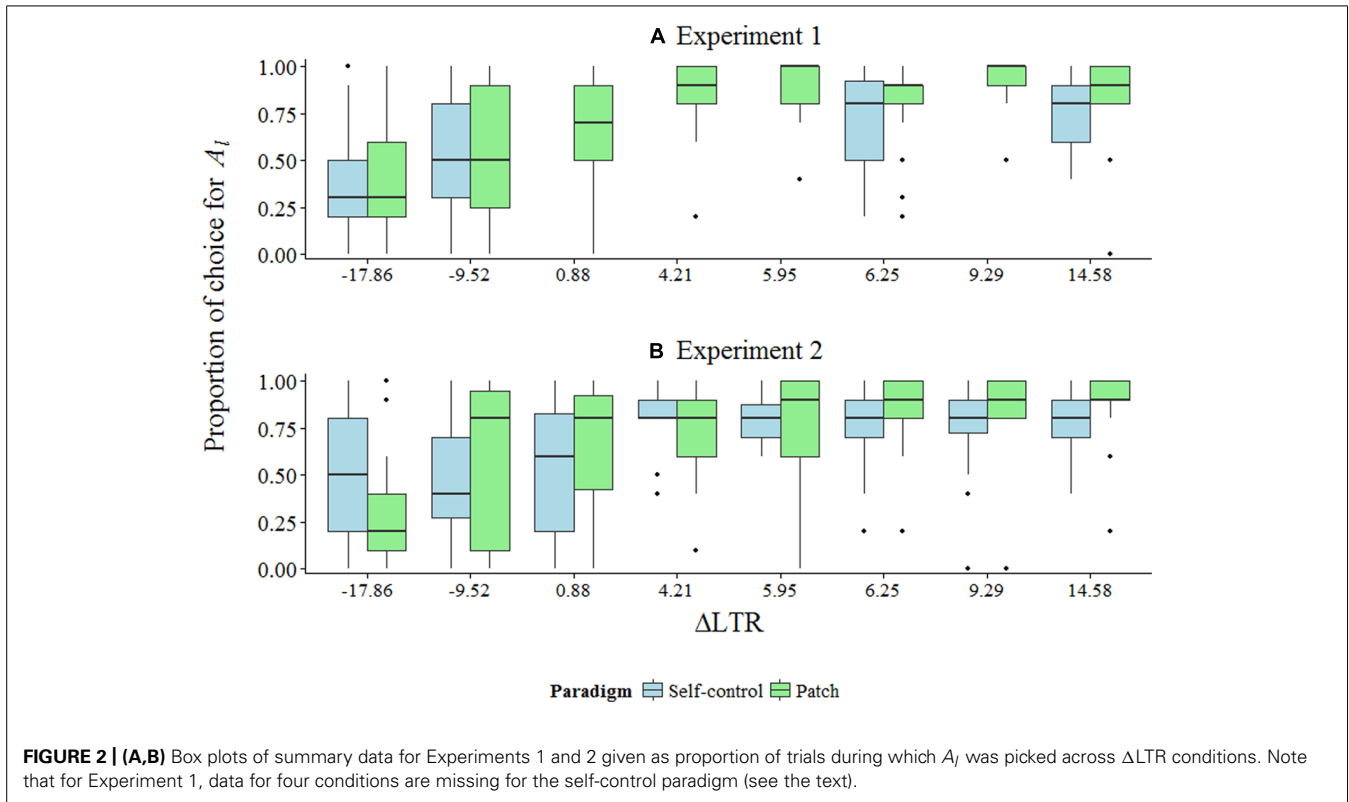 A Experiment 1
1.00
0.75
0.50
0.25
0.00
-17.86 -9.52 0.88 4.21 5.95 6.25 9.29 14.58
Proportion of choice for A_l
B Experiment 2
1.00
0.75
0.50
0.25
0.00
-17.86 -9.52 0.88 4.21 5.95 6.25 9.29 14.58
ΔLTR
Paradigm Self-control Patch
FIGURE 2 | (A,B) Box plots of summary data for Experiments 1 and 2 given as proportion of trials during which A_l was picked across ΔLTR conditions. Note
that for Experiment 1, data for four conditions are missing for the self-control paradigm (see the text).